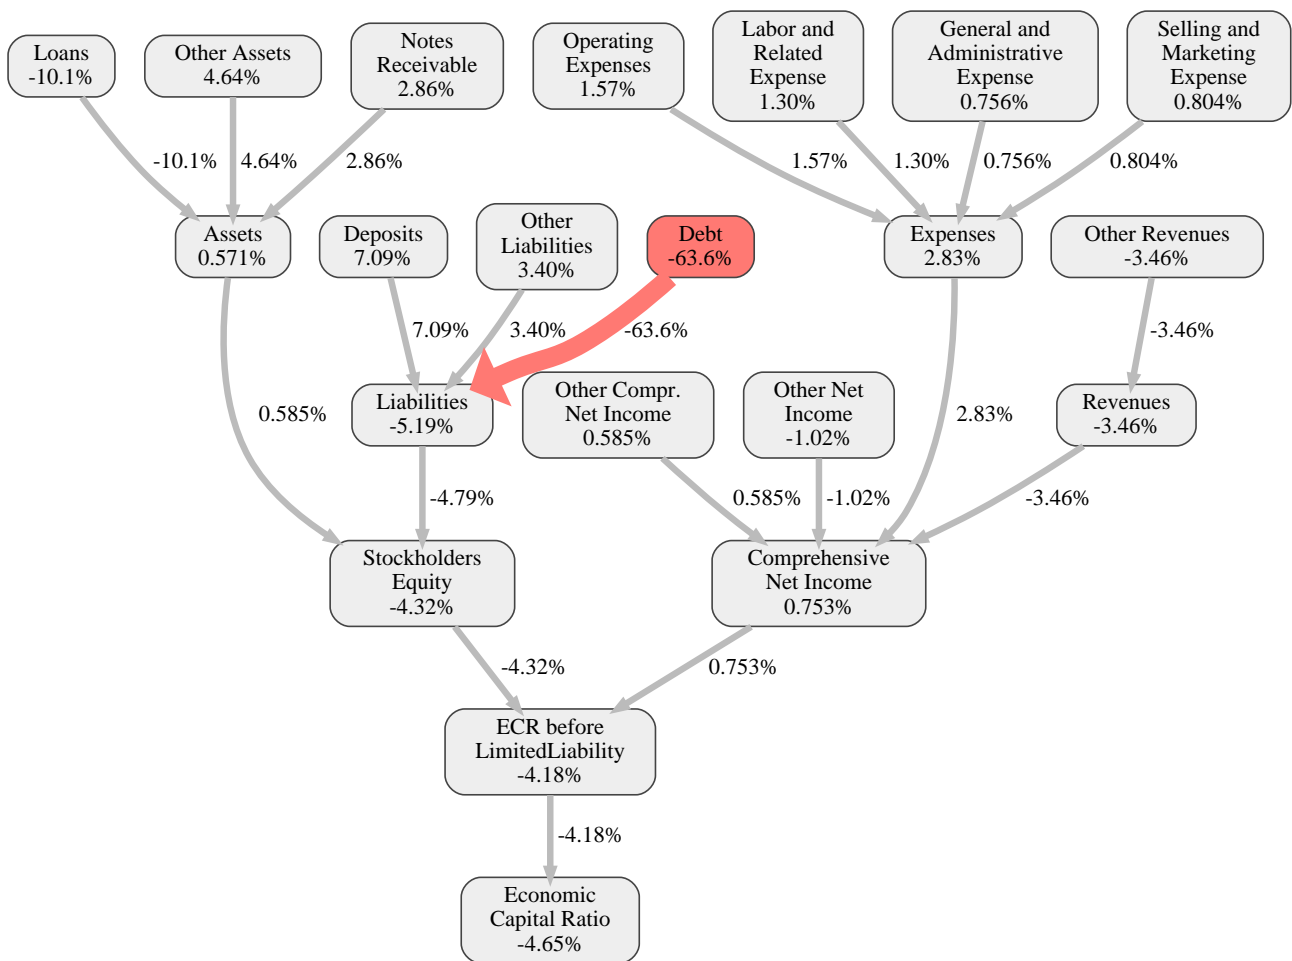 Loans
-10.1%
Other Assets
4.64%
Notes
Receivable
2.86%
Operating
Expenses
1.57%
Labor and
Related
Expense
1.30%
General and
Administrative
Expense
0.756%
Selling and
Marketing
Expense
0.804%
-10.1%
4.64%
2.86%
1.57%
1.30%
0.756%
0.804%
Assets
0.571%
Deposits
7.09%
Other
Liabilities
3.40%
Debt
-63.6%
Expenses
2.83%
Other Revenues
-3.46%
7.09%
3.40%
-63.6%
-3.46%
0.585%
Liabilities
-5.19%
Other Compr.
Net Income
0.585%
Other Net
Income
-1.02%
2.83%
Revenues
-3.46%
-4.79%
0.585%
-1.02%
-3.46%
Stockholders
Equity
-4.32%
Comprehensive
Net Income
0.753%
-4.32%
0.753%
ECR before
LimitedLiability
-4.18%
-4.18%
Economic
Capital Ratio
-4.65%